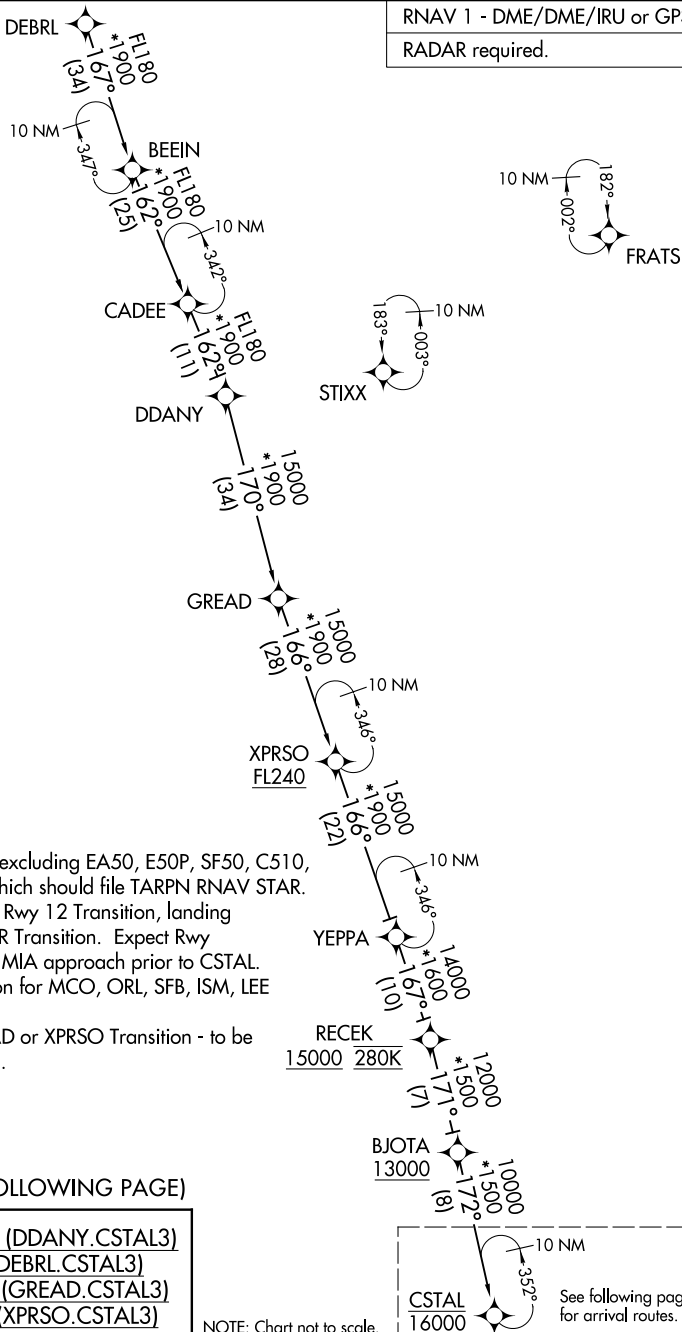 RNAV 1 - DME/DME/IRU or GP
RADAR required.
DEBRL
FL180
*1900
167°
(34)
10 NM
347°
BEEIN
FL180
*1900
162°
(25)
10 NM
342°
CADEE
FL180
*1900
162°
(11)
DDANY
10 NM
182°
002°
FRATS
10 NM
183°
003°
STIXX
15000
*1900
170°
(34)
GREAD
15000
*1900
166°
(28)
10 NM
346°
XPRSO
FL240
15000
*1900
166°
(22)
10 NM
346°
YEPPA
excluding EA50, E50P, SF50, C510,
hich should file TARPN RNAV STAR.
Rwy 12 Transition, landing
R Transition. Expect Rwy
MIA approach prior to CSTAL.
on for MCO, ORL, SFB, ISM, LEE
AD or XPRSO Transition - to be
.
14000
*1600
167°
(10)
RECEK
15000 280K
12000
*1500
171°
(7)
BJOTA
13000
10000
*1500
172°
(8)
10 NM
352°
CSTAL
16000
See following pag
for arrival routes.
OLLOWING PAGE)
(DDANY.CSTAL3)
DEBRL.CSTAL3)
(GREAD.CSTAL3)
(XPRSO.CSTAL3)
NOTE: Chart not to scale.